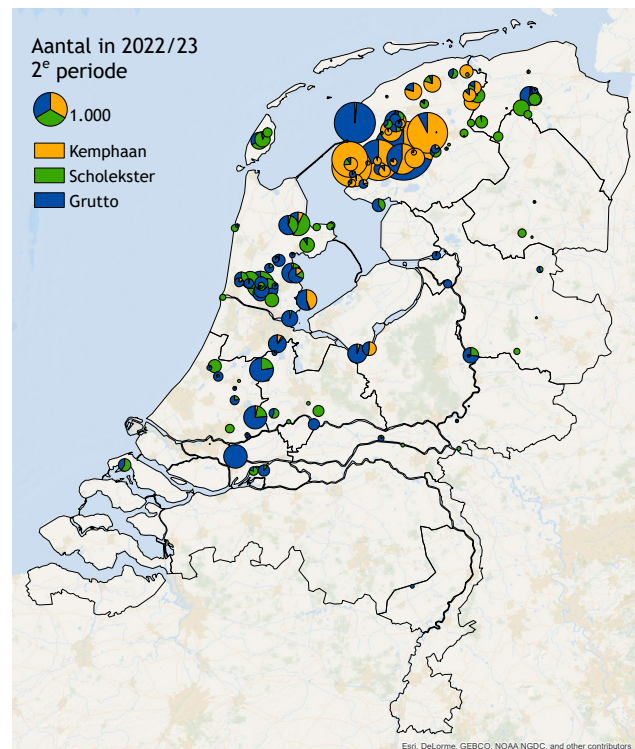 Aantal in 2022/23
2e periode
1.000
Kemphaan
Scholekster
Grutto
Esri, DeLorme, GEBCO, NOAA NGDC, and other contributors